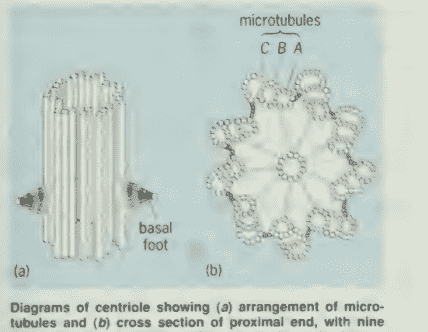 microtubules
C B A
basal
foot
(a)
(b)
Diagrams of centriole showing (a) arrangement of micro-
tubules and (b) cross section of proximal end, with nine